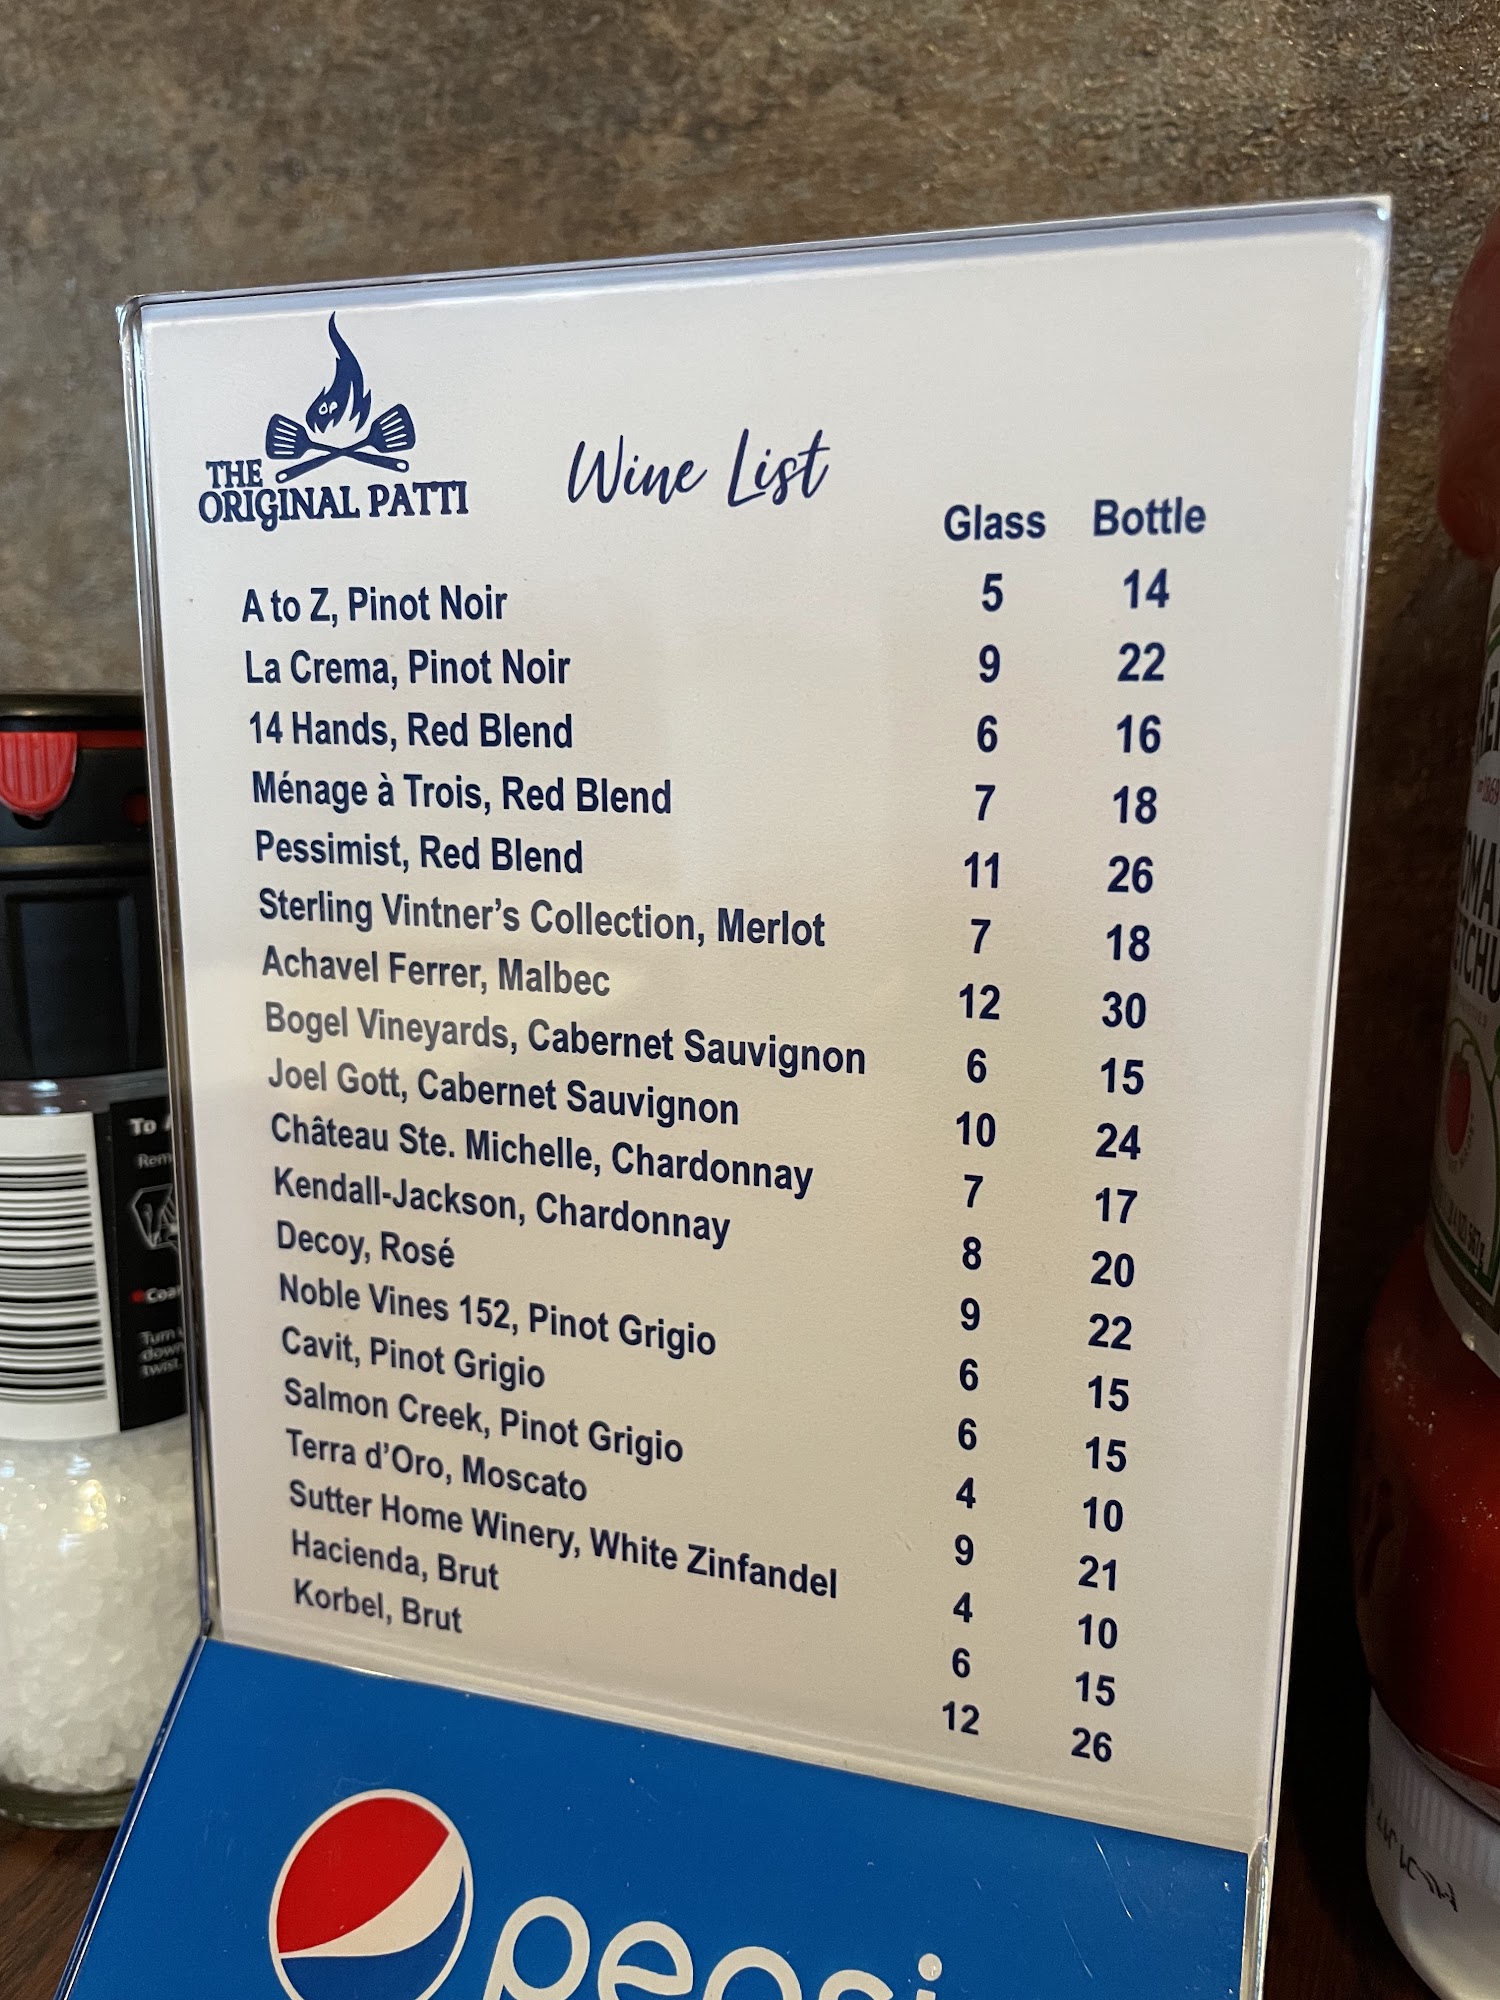 OP
THE
ORIGINAL PATTI
Wine List
Glass Bottle
A to Z, Pinot Noir 5 14
La Crema, Pinot Noir 9 22
14 Hands, Red Blend 6 16
Ménage à Trois, Red Blend 7 18
Pessimist, Red Blend 11 26
Sterling Vintner's Collection, Merlot 7 18
Achavel Ferrer, Malbec 12 30
Bogel Vineyards, Cabernet Sauvignon 6 15
Joel Gott, Cabernet Sauvignon 10 24
Château Ste. Michelle, Chardonnay 7 17
Kendall-Jackson, Chardonnay 8 20
Decoy, Rosé 9 22
Noble Vines 152, Pinot Grigio 6 15
Cavit, Pinot Grigio 6 15
Salmon Creek, Pinot Grigio 4 10
Terra d'Oro, Moscato 9 21
Sutter Home Winery, White Zinfandel 4 10
Hacienda, Brut 6 15
Korbel, Brut 12 26
pepsi
To
Turn
down
twist.